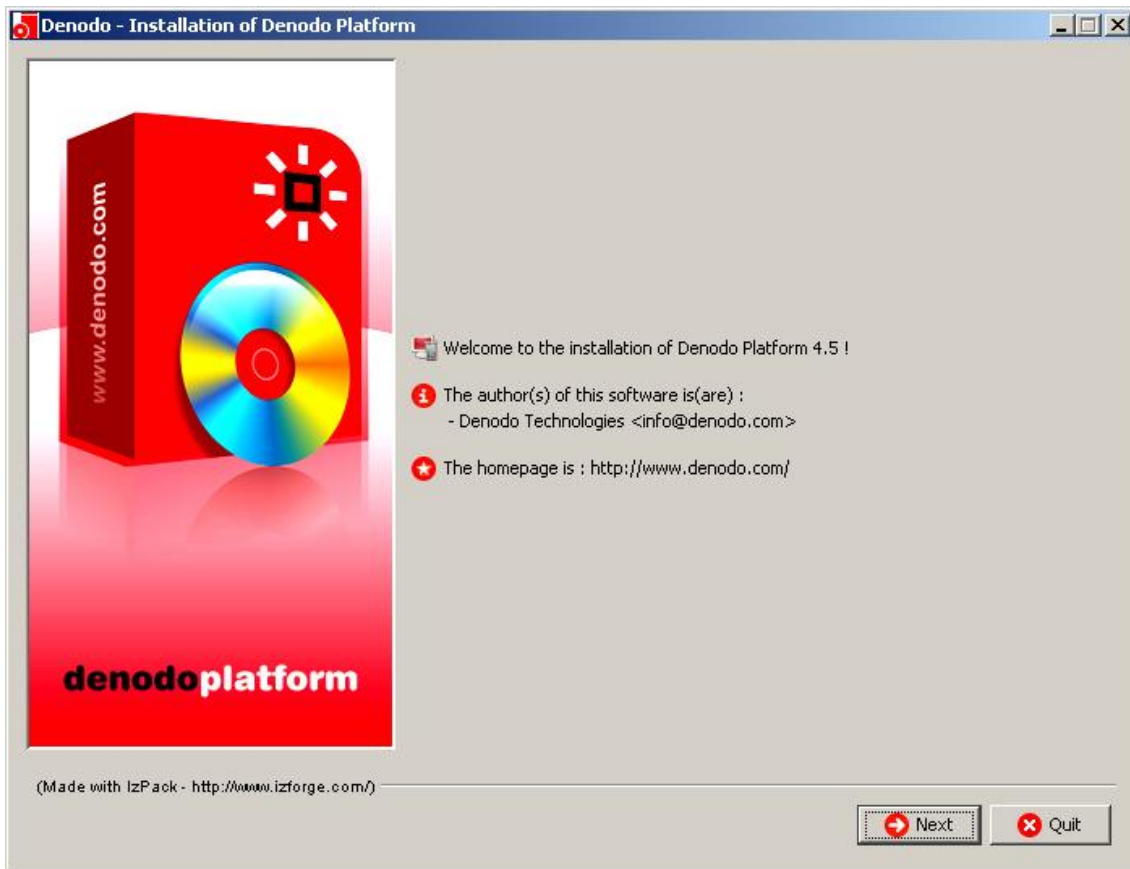 Denodo - Installation of Denodo Platform
www.denodo.com
denodoplatform
Welcome to the installation of Denodo Platform 4.5 !
The author(s) of this software is(are) :
- Denodo Technologies <info@denodo.com>
The homepage is : http://www.denodo.com/
(Made with IzPack - http://www.izforge.com/)
Next
Quit